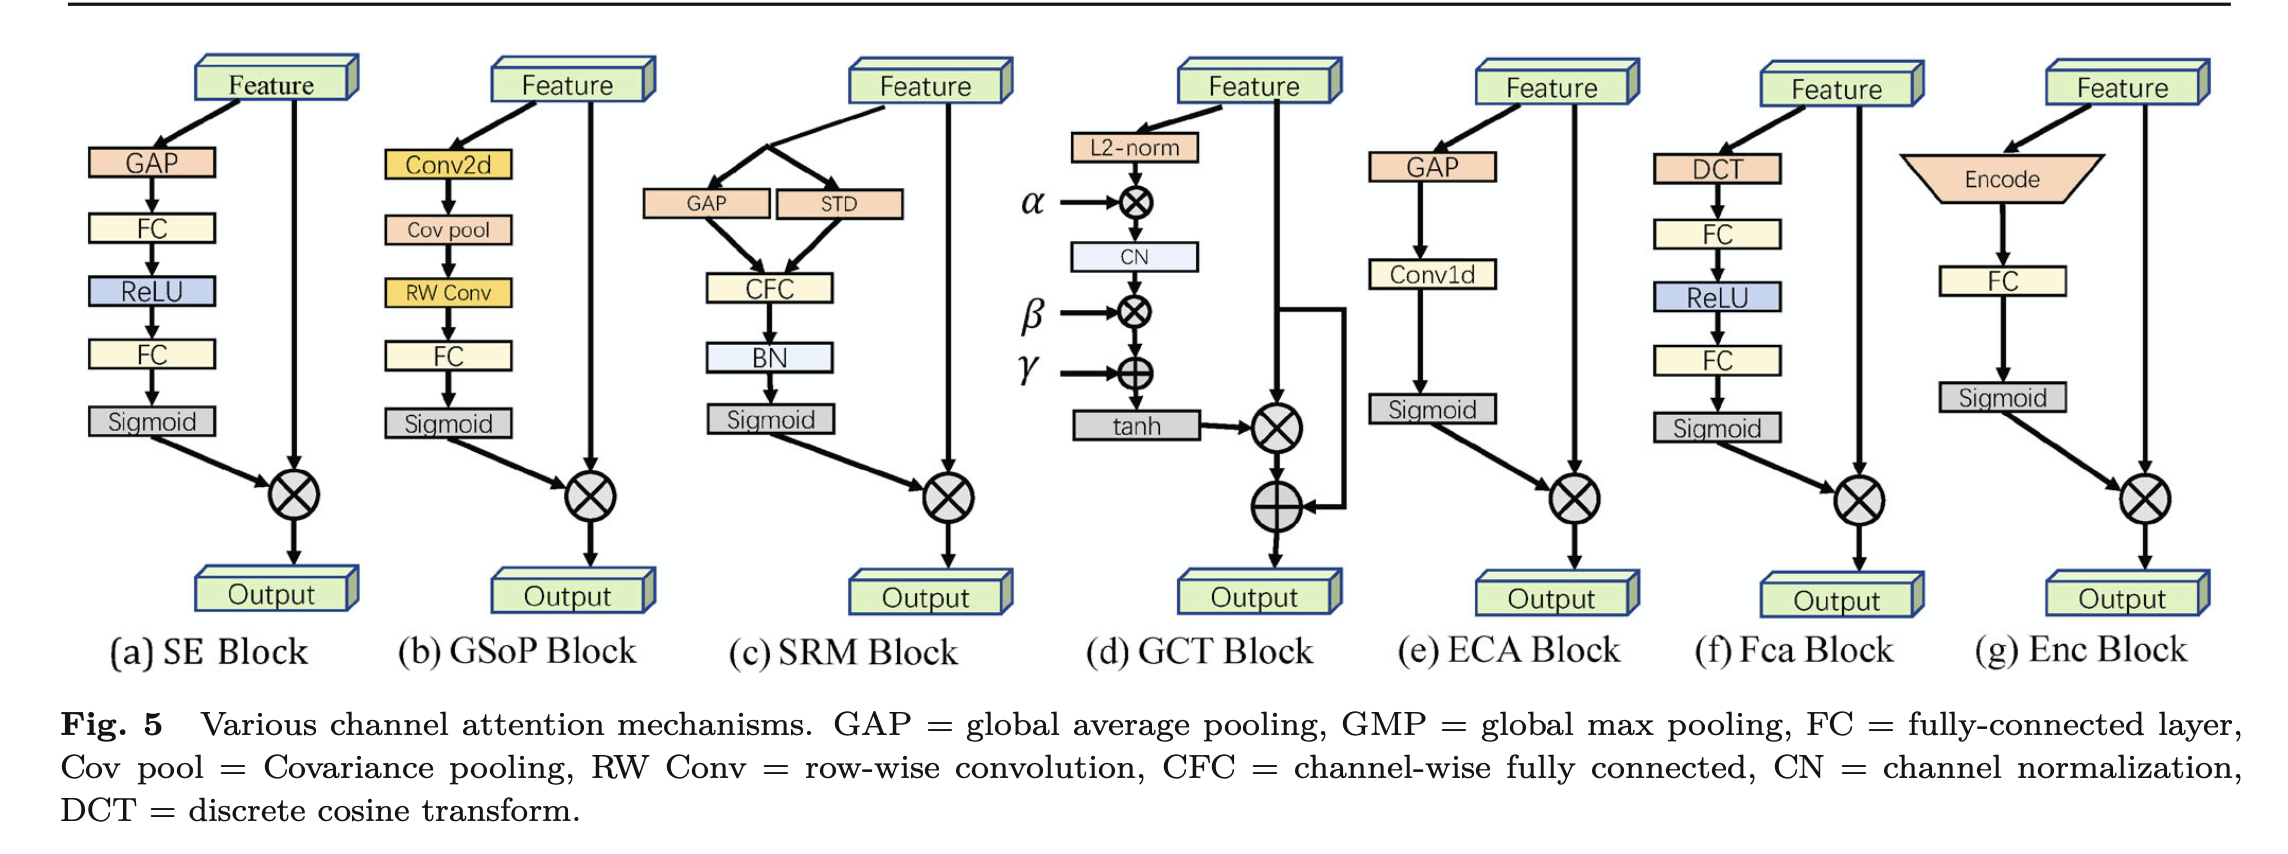 Feature
GAP
FC
ReLU
FC
Sigmoid
Output
(a) SE Block
Feature
Conv2d
Cov pool
RW Conv
FC
Sigmoid
Output
(b) GSoP Block
Feature
GAP
STD
CFC
BN
Sigmoid
Output
(c) SRM Block
Feature
L2-norm
α
CN
β
γ
tanh
Output
(d) GCT Block
Feature
GAP
Conv1d
Sigmoid
Output
(e) ECA Block
Feature
DCT
FC
ReLU
FC
Sigmoid
Output
(f) Fca Block
Feature
Encode
FC
Sigmoid
Output
(g) Enc Block
Fig. 5 Various channel attention mechanisms. GAP = global average pooling, GMP = global max pooling, FC = fully-connected layer,
Cov pool = Covariance pooling, RW Conv = row-wise convolution, CFC = channel-wise fully connected, CN = channel normalization,
DCT = discrete cosine transform.